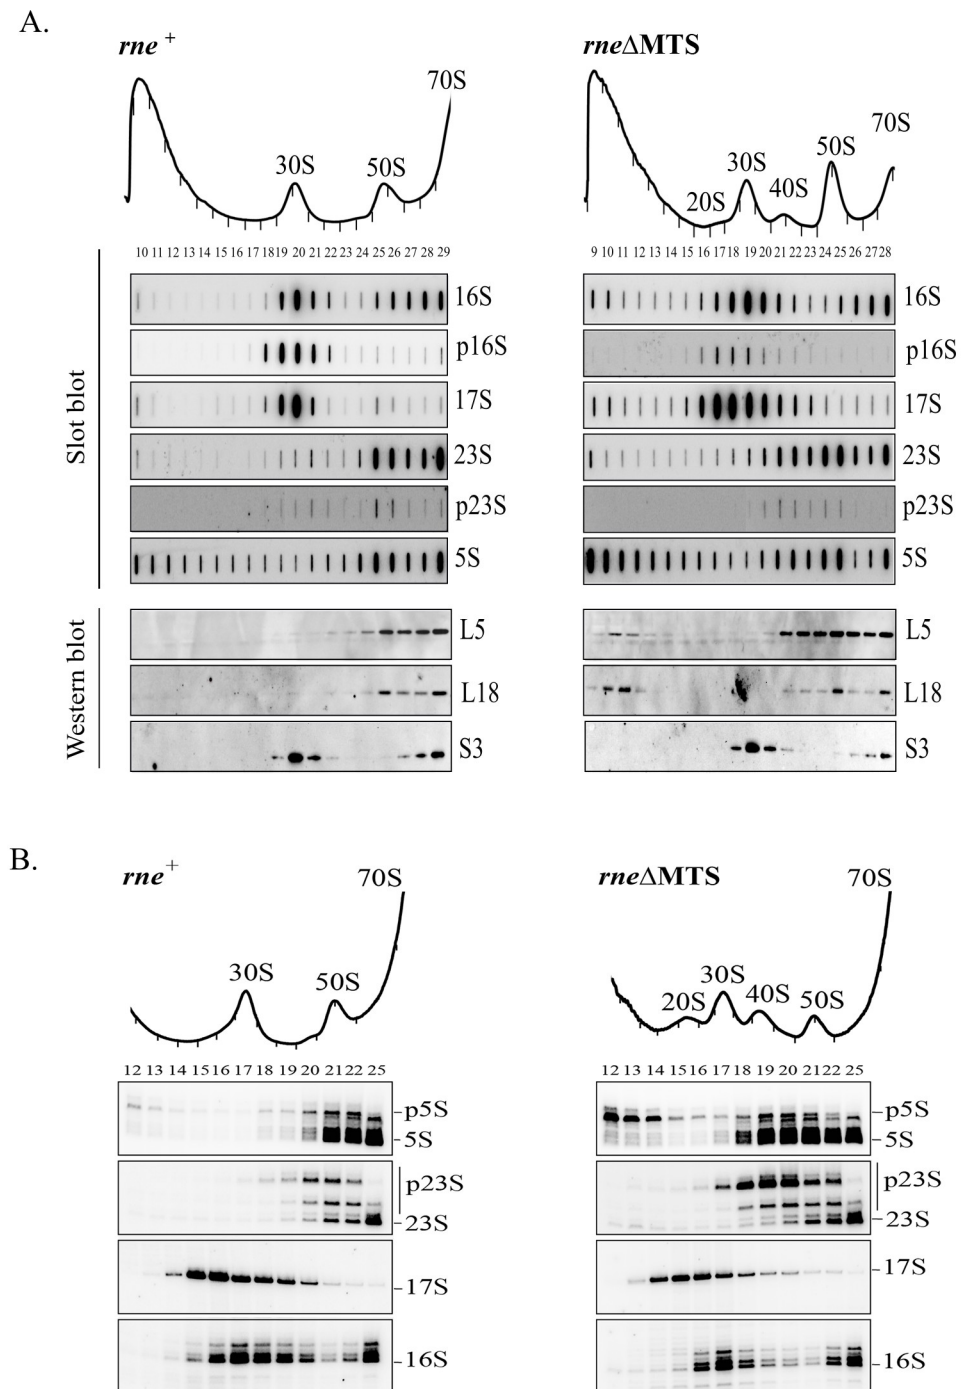 A.
rne + rneΔMTS
70S 70S
30S 50S 20S 30S 40S 50S
10 11 12 13 14 15 16 17 18 19 20 21 22 23 24 25 26 27 28 29 9 10 11 12 13 14 15 16 17 18 19 20 21 22 23 24 25 26 27 28
Slot blot
16S 16S
p16S p16S
17S 17S
23S 23S
p23S p23S
5S 5S
Western blot
L5 L5
L18 L18
S3 S3
B.
rne + rneΔMTS
70S 70S
30S 50S 20S 30S 40S 50S
12 13 14 15 16 17 18 19 20 21 22 25 12 13 14 15 16 17 18 19 20 21 22 25
p5S p5S
5S 5S
p23S p23S
23S 23S
17S 17S
16S 16S